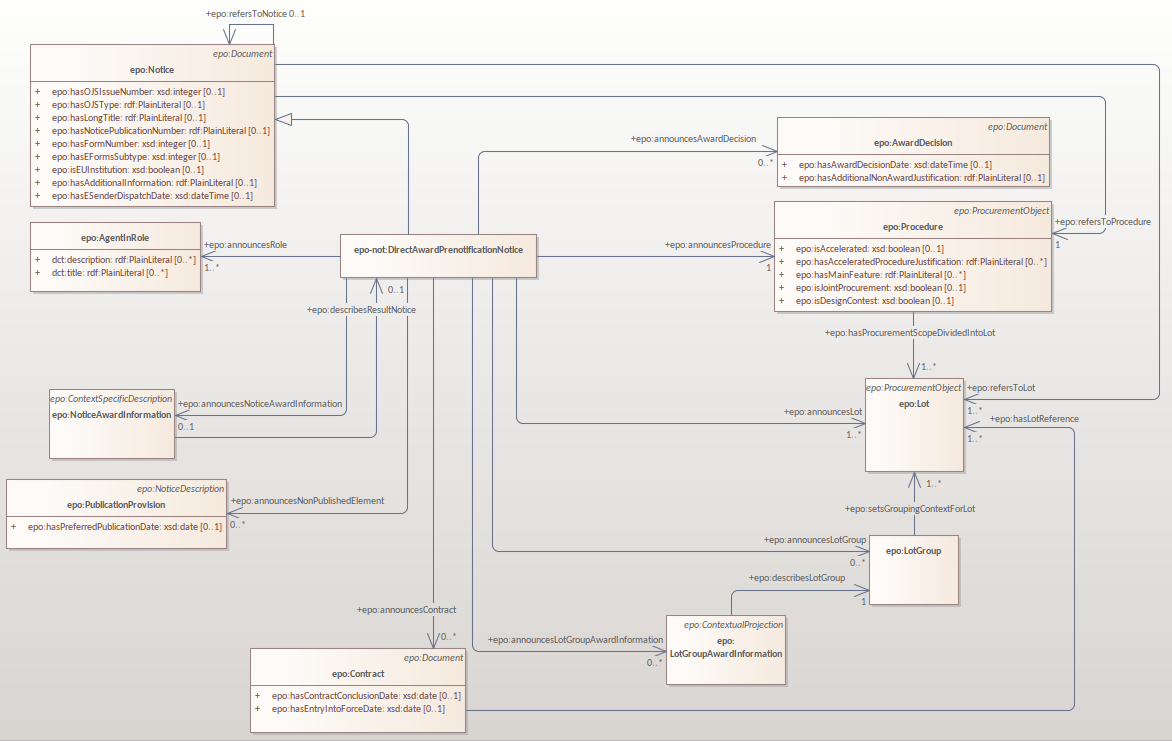 +epo:refersToNotice 0..1
epo:Document
epo:Notice
+ epo:hasOJSIssueNumber: xsd:integer [0..1]
+ epo:hasOJSType: rdf:PlainLiteral [0..1]
+ epo:hasLongTitle: rdf:PlainLiteral [0..1]
+ epo:hasNoticePublicationNumber: rdf:PlainLiteral [0..1]
+ epo:hasFormNumber: xsd:integer [0..1]
+ epo:hasEFormsSubtype: xsd:integer [0..1]
+ epo:isEUInstitution: xsd:boolean [0..1]
+ epo:hasAdditionalInformation: rdf:PlainLiteral [0..1]
+ epo:hasESenderDispatchDate: xsd:dateTime [0..1]
+epo:announcesAwardDecision
0..*
epo:Document
epo:AwardDecision
+ epo:hasAwardDecisionDate: xsd:dateTime [0..1]
+ epo:hasAdditionalNonAwardJustification: rdf:PlainLiteral [0..1]
epo:AgentInRole
+ dct:description: rdf:PlainLiteral [0..*]
+ dct:title: rdf:PlainLiteral [0..*]
+epo:announcesRole
1..*
epo-not:DirectAwardPrenotificationNotice
+epo:announcesProcedure
1
epo:ProcurementObject
epo:Procedure
+ epo:isAccelerated: xsd:boolean [0..1]
+ epo:hasAcceleratedProcedureJustification: rdf:PlainLiteral [0..*]
+ epo:hasMainFeature: rdf:PlainLiteral [0..*]
+ epo:isJointProcurement: xsd:boolean [0..1]
+ epo:isDesignContest: xsd:boolean [0..1]
+epo:refersToProcedure
1
0..1
+epo:describesResultNotice
+epo:hasProcurementScopeDividedIntoLot
1..*
epo:ContextSpecificDescription
epo:NoticeAwardInformation
+epo:announcesNoticeAwardInformation
0..1
epo:ProcurementObject
epo:Lot
+epo:refersToLot
1..*
+epo:announcesLot
1..*
+epo:hasLotReference
1..*
epo:NoticeDescription
epo:PublicationProvision
+ epo:hasPreferredPublicationDate: xsd:date [0..1]
+epo:announcesNonPublishedElement
0..*
1..*
+epo:setsGroupingContextForLot
+epo:announcesLotGroup
0..*
epo:LotGroup
+epo:describesLotGroup
1
+epo:announcesContract
0..*
+epo:announcesLotGroupAwardInformation
0..*
epo:ContextualProjection
epo:
LotGroupAwardInformation
epo:Document
epo:Contract
+ epo:hasContractConclusionDate: xsd:date [0..1]
+ epo:hasEntryIntoForceDate: xsd:date [0..1]